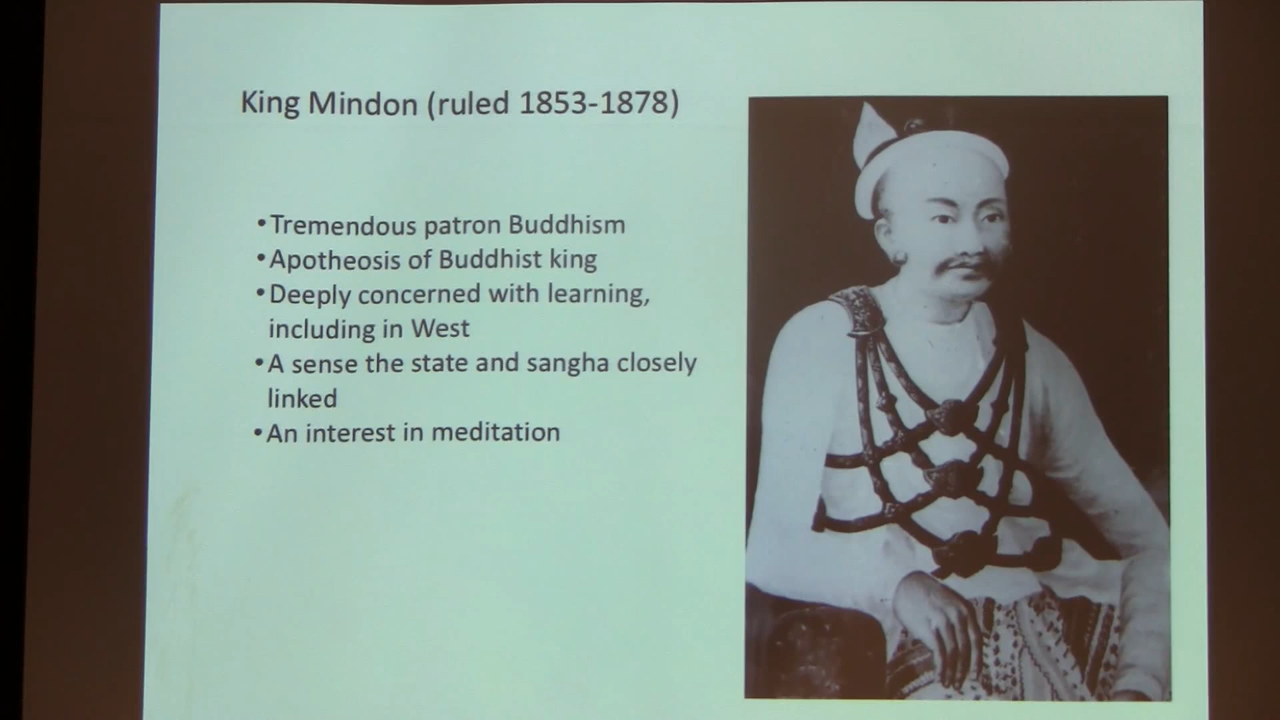 King Mindon (ruled 1853-1878)
•Tremendous patron Buddhism
•Apotheosis of Buddhist king
•Deeply concerned with learning,
including in West
•A sense the state and sangha closely
linked
•An interest in meditation